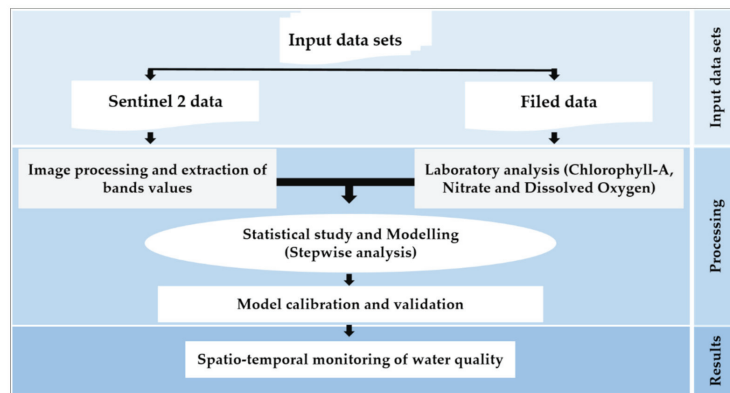 Input data sets
Sentinel 2 data
Filed data
Input data sets
Image processing and extraction of
bands values
Laboratory analysis (Chlorophyll-A,
Nitrate and Dissolved Oxygen)
Statistical study and Modelling
(Stepwise analysis)
Model calibration and validation
Processing
Spatio-temporal monitoring of water quality
Results